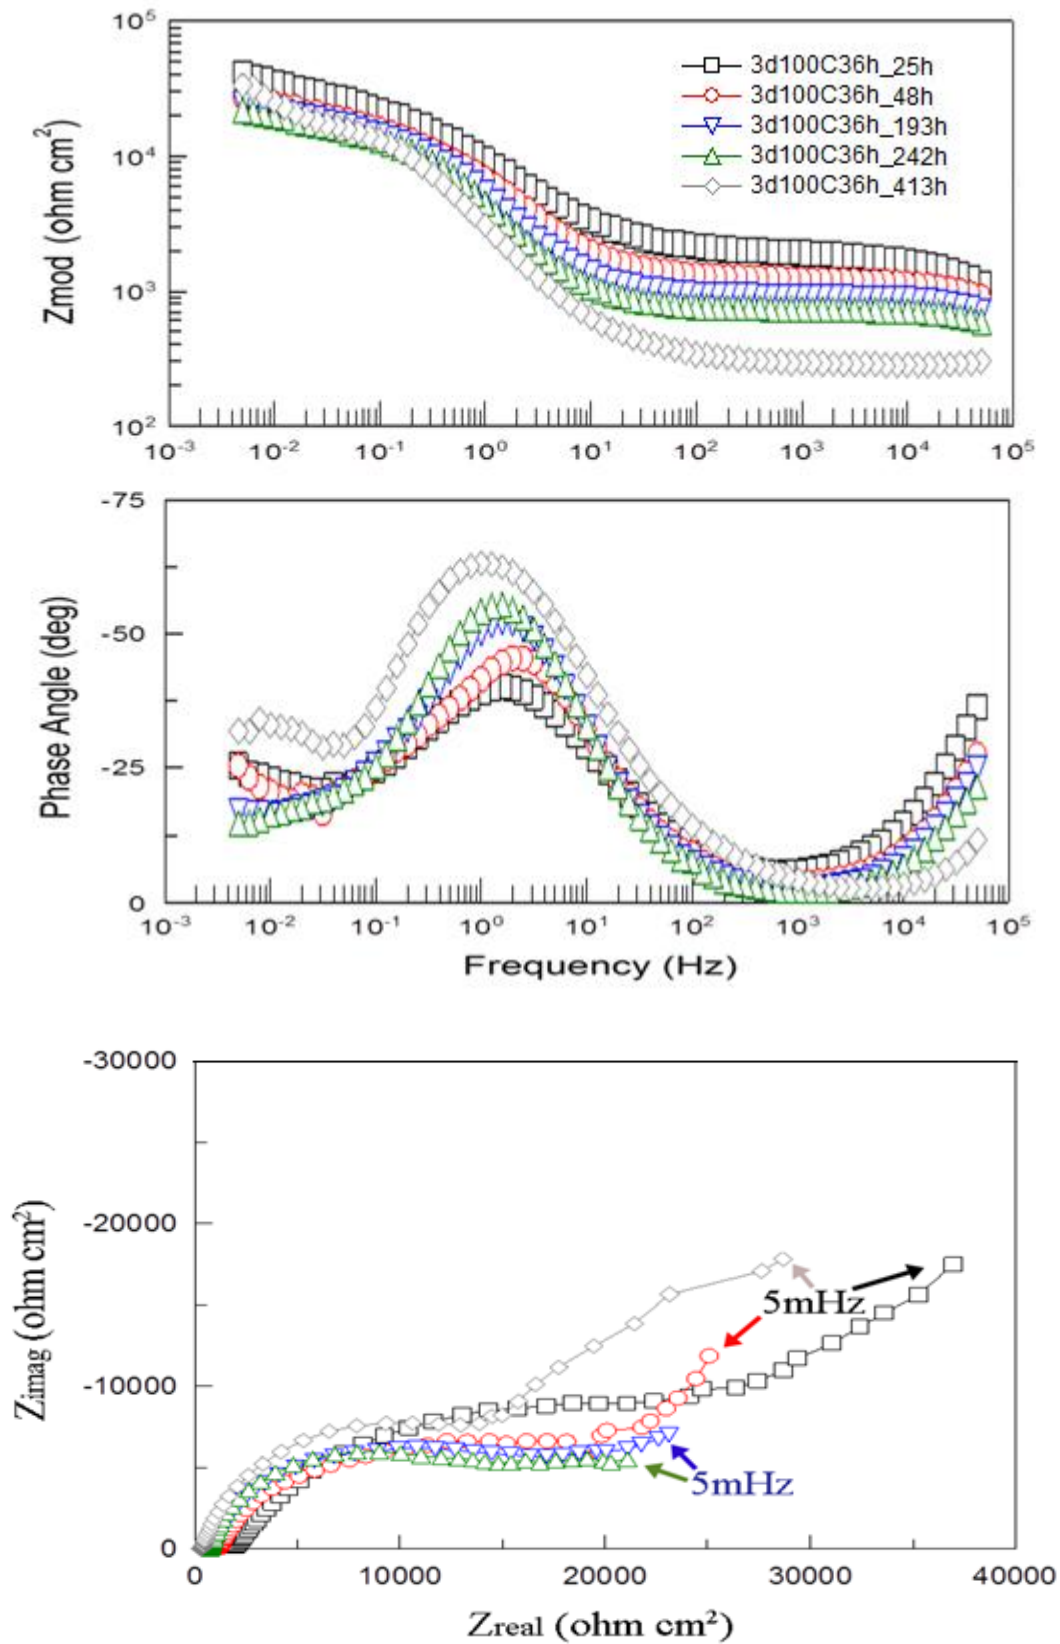 10⁵
10⁴
10³
10²
Zmod (ohm cm²)
3d100C36h_25h
3d100C36h_48h
3d100C36h_193h
3d100C36h_242h
3d100C36h_413h
10⁻³ 10⁻² 10⁻¹ 10⁰ 10¹ 10² 10³ 10⁴ 10⁵
-75
-50
-25
0
Phase Angle (deg)
10⁻³ 10⁻² 10⁻¹ 10⁰ 10¹ 10² 10³ 10⁴ 10⁵
Frequency (Hz)
-30000
-20000
-10000
0
Zimag (ohm cm²)
5mHz
5mHz
0 10000 20000 30000 40000
Zreal (ohm cm²)